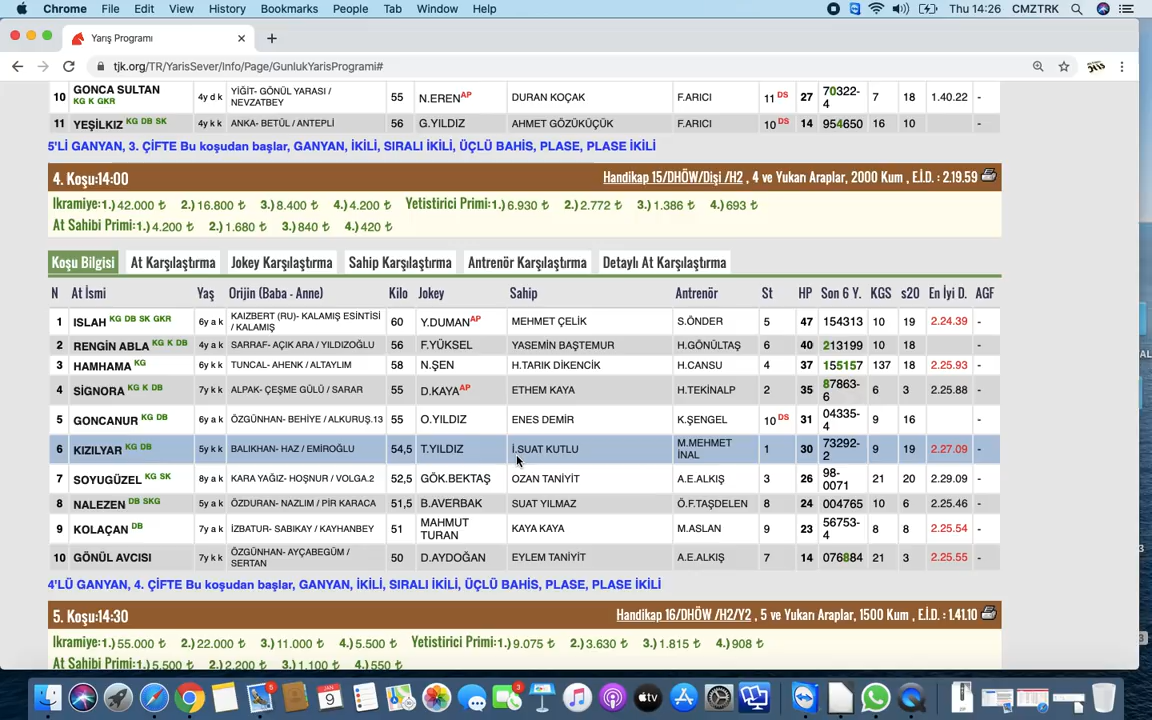 Chrome File Edit View History Bookmarks People Tab Window Help Thu 14:26 CMZTRK
Yarış Programı
tjk.org/TR/YarisSever/Info/Page/GunlukYarisProgrami#
10 GONCA SULTAN KG K GKR 4y d k YİĞİT- GÖNÜL YARASI / NEVZATBEY 55 N.EREN AP DURAN KOÇAK F.ARICI 11 DS 27 70322-4 7 18 1.40.22 -
11 YEŞİLKIZ KG DB SK 4y k k ANKA- BETÜL / ANTEPLİ 56 G.YILDIZ AHMET GÖZÜKÜÇÜK F.ARICI 10 DS 14 954650 16 10 -
5'Lİ GANYAN, 3. ÇİFTE Bu koşudan başlar, GANYAN, İKİLİ, SIRALI İKİLİ, ÜÇLÜ BAHİS, PLASE, PLASE İKİLİ
4. Koşu:14:00 Handikap 15/DHÖW/Dişi /H2 , 4 ve Yukarı Araplar, 2000 Kum , E.İ.D. : 2.19.59
Ikramiye:1.) 42.000 ₺ 2.) 16.800 ₺ 3.) 8.400 ₺ 4.) 4.200 ₺ Yetistirici Primi:1.) 6.930 ₺ 2.) 2.772 ₺ 3.) 1.386 ₺ 4.) 693 ₺
At Sahibi Primi:1.) 4.200 ₺ 2.) 1.680 ₺ 3.) 840 ₺ 4.) 420 ₺
Koşu Bilgisi At Karşılaştırma Jokey Karşılaştırma Sahip Karşılaştırma Antrenör Karşılaştırma Detaylı At Karşılaştırma
N At İsmi Yaş Orijin (Baba - Anne) Kilo Jokey Sahip Antrenör St HP Son 6 Y. KGS s20 En İyi D. AGF
1 ISLAH KG DB SK GKR 6y a k KAIZBERT (RU)- KALAMIŞ ESİNTİSİ / KALAMIŞ 60 Y.DUMAN AP MEHMET ÇELİK S.ÖNDER 5 47 154313 10 19 2.24.39 -
2 RENGİN ABLA KG K DB 4y a k SARRAF- AÇIK ARA / YILDIZOĞLU 56 F.YÜKSEL YASEMİN BAŞTEMUR H.GÖNÜLTAŞ 6 40 213199 10 18 -
3 HAMHAMA KG 6y k k TUNCAL- AHENK / ALTAYLIM 58 N.ŞEN H.TARIK DİKENCİK H.CANSU 4 37 155157 137 18 2.25.93 -
4 SİGNORA KG K DB 7y k k ALPAK- ÇEŞME GÜLÜ / SARAR 55 D.KAYA AP ETHEM KAYA H.TEKİNALP 2 35 87863-6 6 3 2.25.88 -
5 GONCANUR KG DB 6y a k ÖZGÜNHAN- BEHİYE / ALKURUŞ.13 55 O.YILDIZ ENES DEMİR K.ŞENGEL 10 DS 31 04335-4 9 16 -
6 KIZILYAR KG DB 5y k k BALIKHAN- HAZ / EMİROĞLU 54,5 T.YILDIZ İ.SUAT KUTLU M.MEHMET İNAL 1 30 73292-2 9 19 2.27.09 -
7 SOYUGÜZEL KG SK 8y a k KARA YAĞIZ- HOŞNUR / VOLGA.2 52,5 GÖK.BEKTAŞ OZAN TANİYİT A.E.ALKIŞ 3 26 98-0071 21 20 2.29.09 -
8 NALEZEN DB SKG 5y a k ÖZDURAN- NAZLIM / PİR KARACA 51,5 B.AVERBAK SUAT YILMAZ Ö.F.TAŞDELEN 8 24 004765 10 6 2.25.46 -
9 KOLAÇAN DB 7y a k İZBATUR- SABIKAY / KAYHANBEY 51 MAHMUT TURAN KAYA KAYA M.ASLAN 9 23 56753-4 8 8 2.25.54 -
10 GÖNÜL AVCISI 7y k k ÖZGÜNHAN- AYÇABEGÜM / SERTAN 50 D.AYDOĞAN EYLEM TANİYİT A.E.ALKIŞ 7 14 076884 21 3 2.25.55 -
4'LÜ GANYAN, 4. ÇİFTE Bu koşudan başlar, GANYAN, İKİLİ, SIRALI İKİLİ, ÜÇLÜ BAHİS, PLASE, PLASE İKİLİ
5. Koşu:14:30 Handikap 16/DHÖW /H2/Y2 , 5 ve Yukarı Araplar, 1500 Kum , E.İ.D. : 1.41.10
Ikramiye:1.) 55.000 ₺ 2.) 22.000 ₺ 3.) 11.000 ₺ 4.) 5.500 ₺ Yetistirici Primi:1.) 9.075 ₺ 2.) 3.630 ₺ 3.) 1.815 ₺ 4.) 908 ₺
At Sahibi Primi:1.) 5.500 ₺ 2.) 2.200 ₺ 3.) 1.100 ₺ 4.) 550 ₺